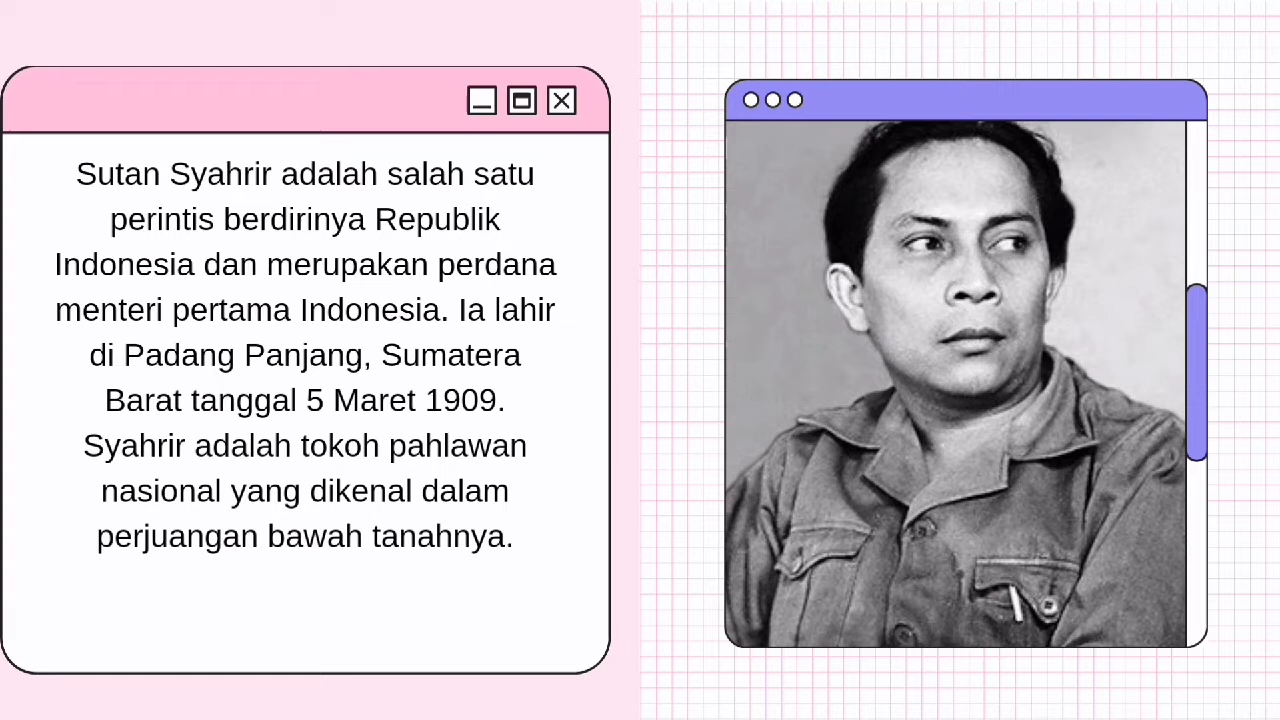 Sutan Syahrir adalah salah satu
perintis berdirinya Republik
Indonesia dan merupakan perdana
menteri pertama Indonesia. Ia lahir
di Padang Panjang, Sumatera
Barat tanggal 5 Maret 1909.
Syahrir adalah tokoh pahlawan
nasional yang dikenal dalam
perjuangan bawah tanahnya.